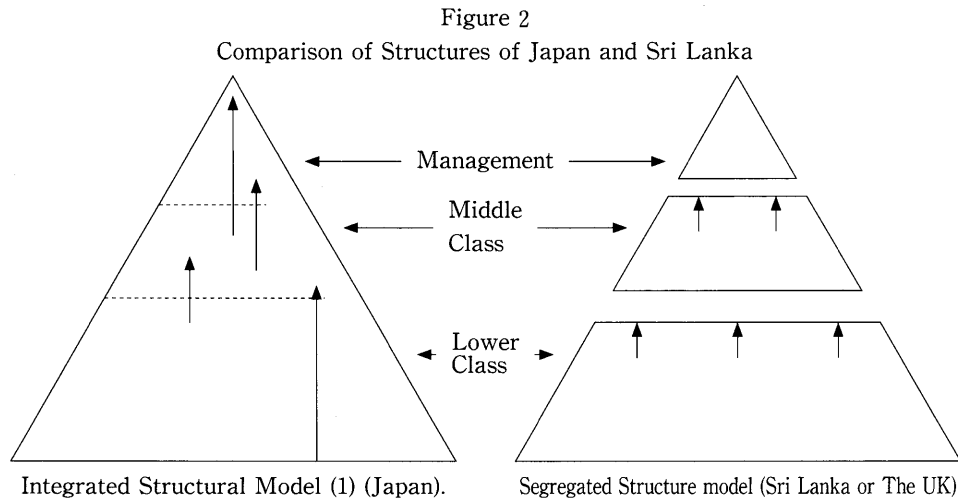 Figure 2
Comparison of Structures of Japan and Sri Lanka
Management
Middle
Class
Lower
Class
Integrated Structural Model (1) (Japan).
Segregated Structure model (Sri Lanka or The UK)